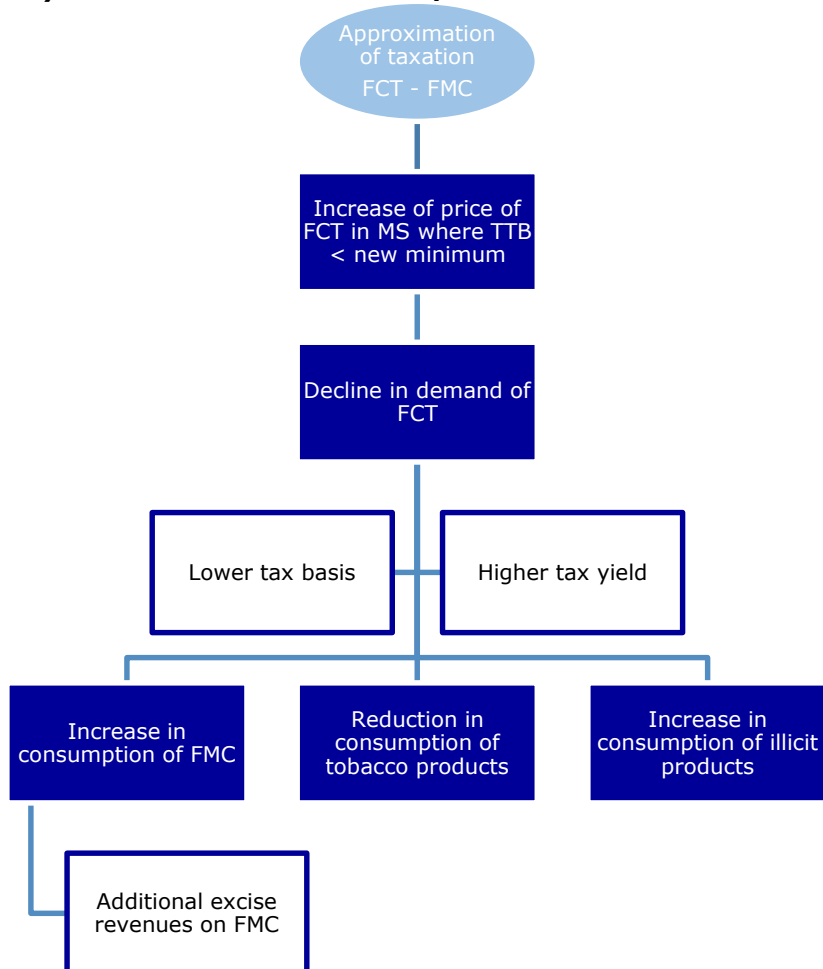 Approximation
of taxation
FCT - FMC
Increase of price of
FCT in MS where TTB
< new minimum
Decline in demand of
FCT
Lower tax basis
Higher tax yield
Increase in
consumption of FMC
Reduction in
consumption of
tobacco products
Increase in
consumption of illicit
products
Additional excise
revenues on FMC